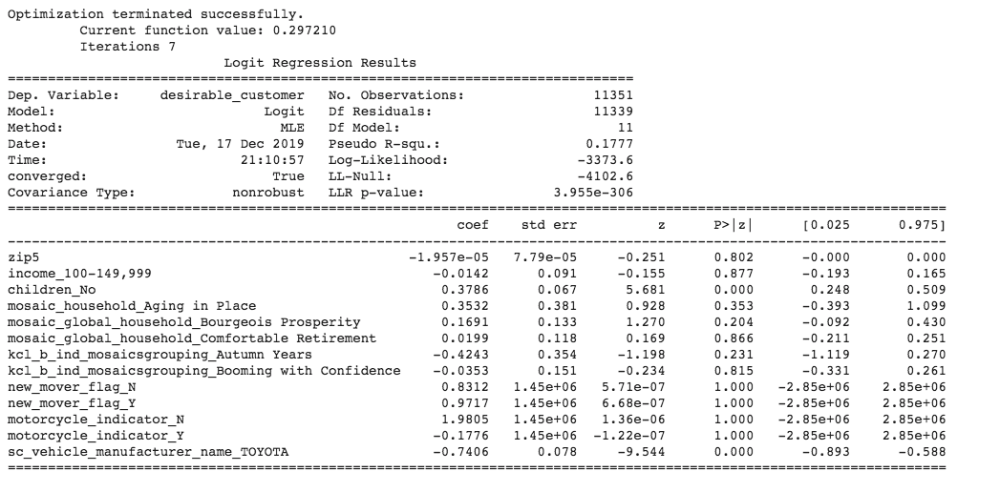 Optimization terminated successfully.
Current function value: 0.297210
Iterations 7
Logit Regression Results
==============================================================================
Dep. Variable: desirable_customer No. Observations: 11351
Model: Logit Df Residuals: 11339
Method: MLE Df Model: 11
Date: Tue, 17 Dec 2019 Pseudo R-squ.: 0.1777
Time: 21:10:57 Log-Likelihood: -3373.6
converged: True LL-Null: -4102.6
Covariance Type: nonrobust LLR p-value: 3.955e-306
=====================================================================================================================
coef std err z P>|z| [0.025 0.975]
---------------------------------------------------------------------------------------------------------------------
zip5 -1.957e-05 7.79e-05 -0.251 0.802 -0.000 0.000
income_100-149,999 -0.0142 0.091 -0.155 0.877 -0.193 0.165
children_No 0.3786 0.067 5.681 0.000 0.248 0.509
mosaic_household_Aging in Place 0.3532 0.381 0.928 0.353 -0.393 1.099
mosaic_global_household_Bourgeois Prosperity 0.1691 0.133 1.270 0.204 -0.092 0.430
mosaic_global_household_Comfortable Retirement 0.0199 0.118 0.169 0.866 -0.211 0.251
kcl_b_ind_mosaicsgrouping_Autumn Years -0.4243 0.354 -1.198 0.231 -1.119 0.270
kcl_b_ind_mosaicsgrouping_Booming with Confidence -0.0353 0.151 -0.234 0.815 -0.331 0.261
new_mover_flag_N 0.8312 1.45e+06 5.71e-07 1.000 -2.85e+06 2.85e+06
new_mover_flag_Y 0.9717 1.45e+06 6.68e-07 1.000 -2.85e+06 2.85e+06
motorcycle_indicator_N 1.9805 1.45e+06 1.36e-06 1.000 -2.85e+06 2.85e+06
motorcycle_indicator_Y -0.1776 1.45e+06 -1.22e-07 1.000 -2.85e+06 2.85e+06
sc_vehicle_manufacturer_name_TOYOTA -0.7406 0.078 -9.544 0.000 -0.893 -0.588
=====================================================================================================================